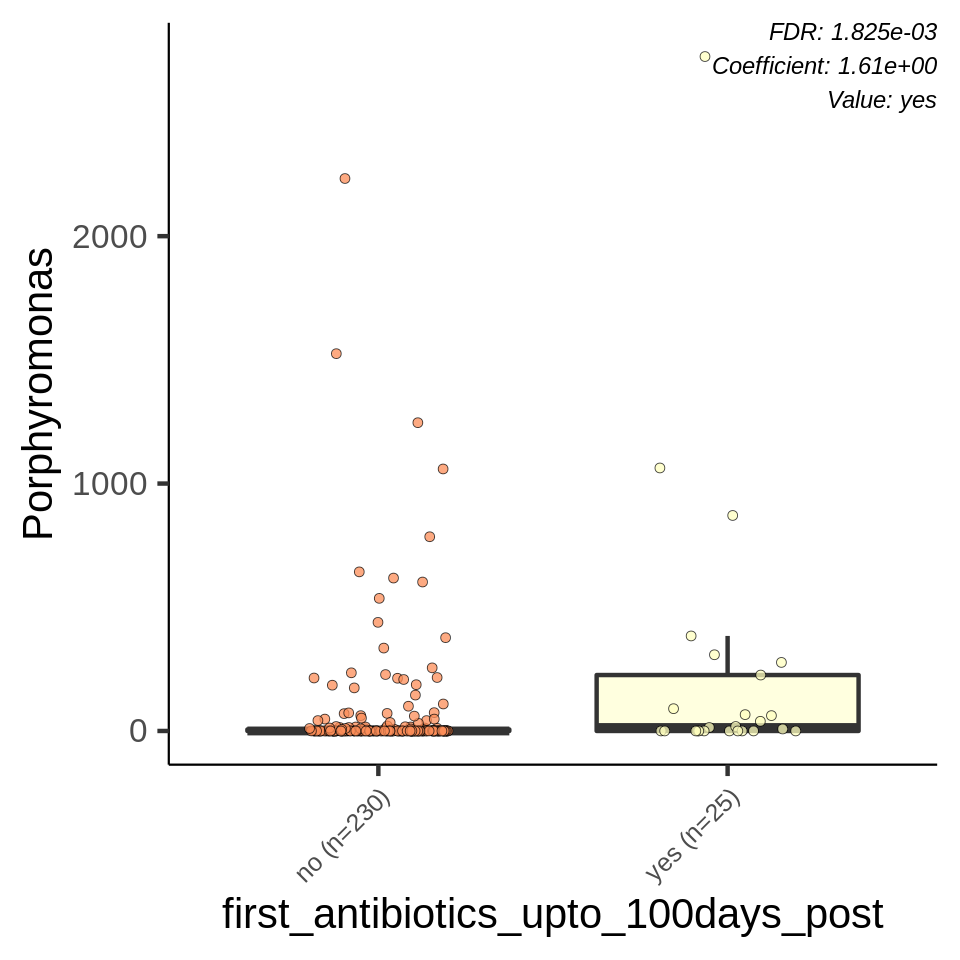 FDR: 1.825e-03
Coefficient: 1.61e+00
Value: yes
Porphyromonas
2000
1000
0
no (n=230)
yes (n=25)
first_antibiotics_upto_100days_post